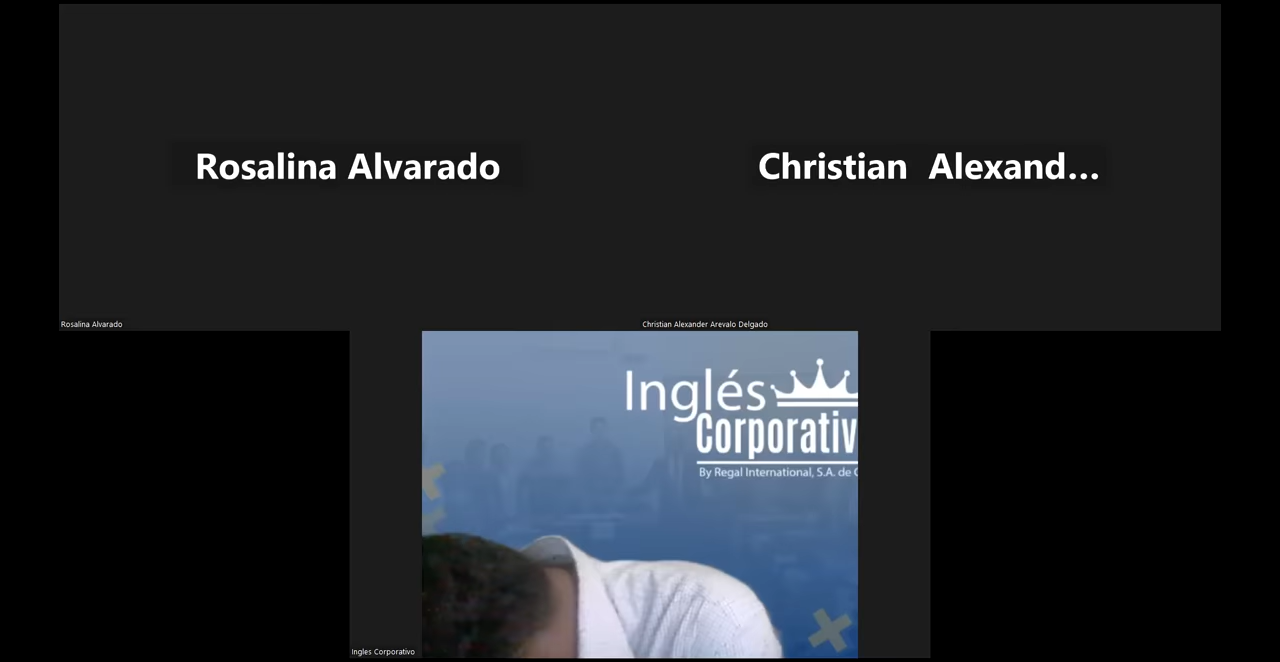 Rosalina Alvarado
Christian Alexand...
Rosalina Alvarado
Christian Alexander Arevalo Delgado
Inglés
Corporativ
By Regal International, S.A. de C
Ingles Corporativo